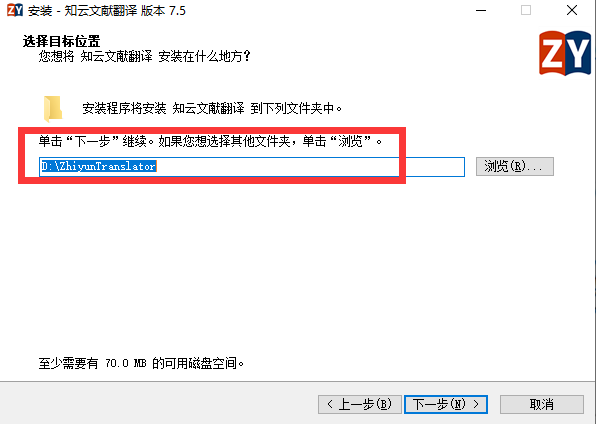 ZY 安装 - 知云文献翻译 版本 7.5
选择目标位置
您想将 知云文献翻译 安装在什么地方？
ZY
安装程序将安装 知云文献翻译 到下列文件夹中。
单击“下一步”继续。如果您想选择其他文件夹，单击“浏览”。
D:\ZhiyunTranslator 浏览(R)...
至少需要有 70.0 MB 的可用磁盘空间。
< 上一步(B) 下一步(N) > 取消